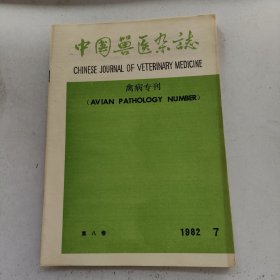 中国兽医杂誌
CHINESE JOURNAL OF VETERINARY MEDICINE
禽病专刊
(AVIAN PATHOLOGY NUMBER)
第八卷 1982 7